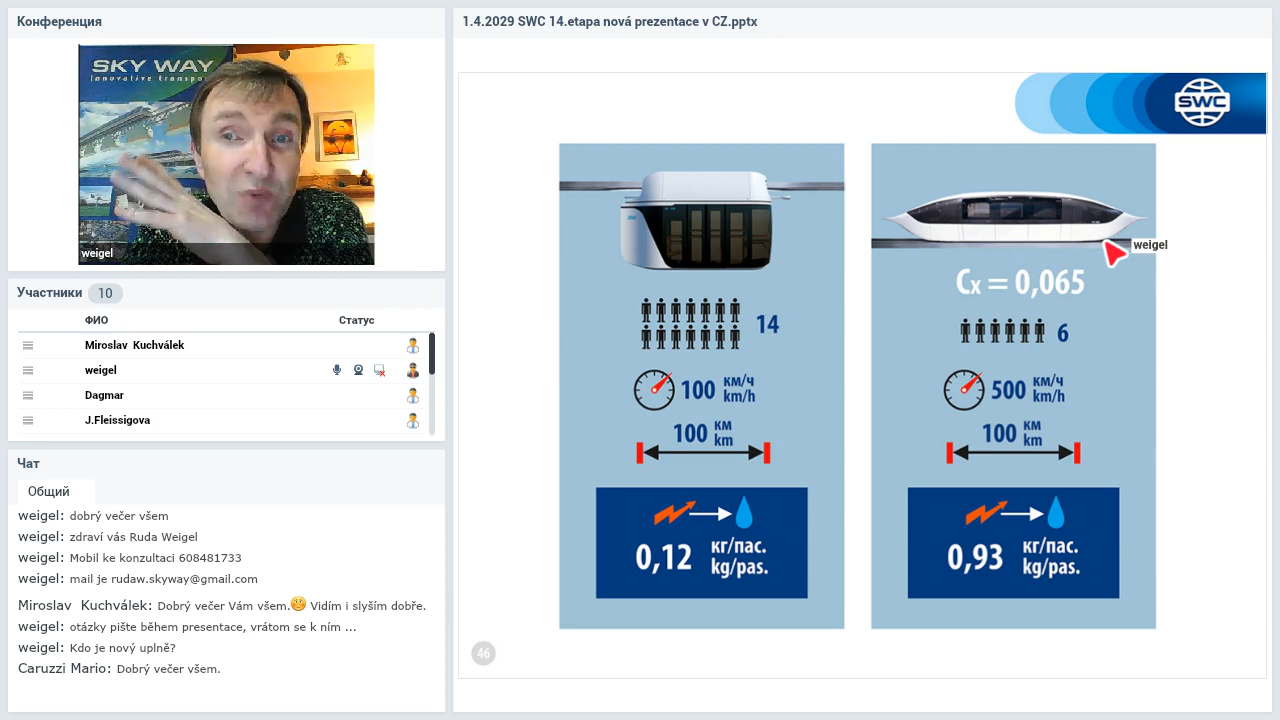 Конференция
SKY WAY
Innovative transpo
weigel
Участники 10
ФИО Статус
Miroslav Kuchválek
weigel
Dagmar
J.Fleissigova
Чат
Общий
weigel: dobrý večer všem
weigel: zdraví vás Ruda Weigel
weigel: Mobil ke konzultaci 608481733
weigel: mail je rudaw.skyway@gmail.com
Miroslav Kuchválek: Dobrý večer Vám všem. Vidím i slyším dobře.
weigel: otázky pište během presentace, vrátom se k ním ...
weigel: Kdo je nový uplně?
Caruzzi Mario: Dobrý večer všem.
1.4.2029 SWC 14.etapa nová prezentace v CZ.pptx
SWC
14
100 км/ч
km/h
100 км
km
0,12 кг/пас.
kg/pas.
weigel
Cx = 0,065
6
500 км/ч
km/h
100 км
km
0,93 кг/пас.
kg/pas.
46